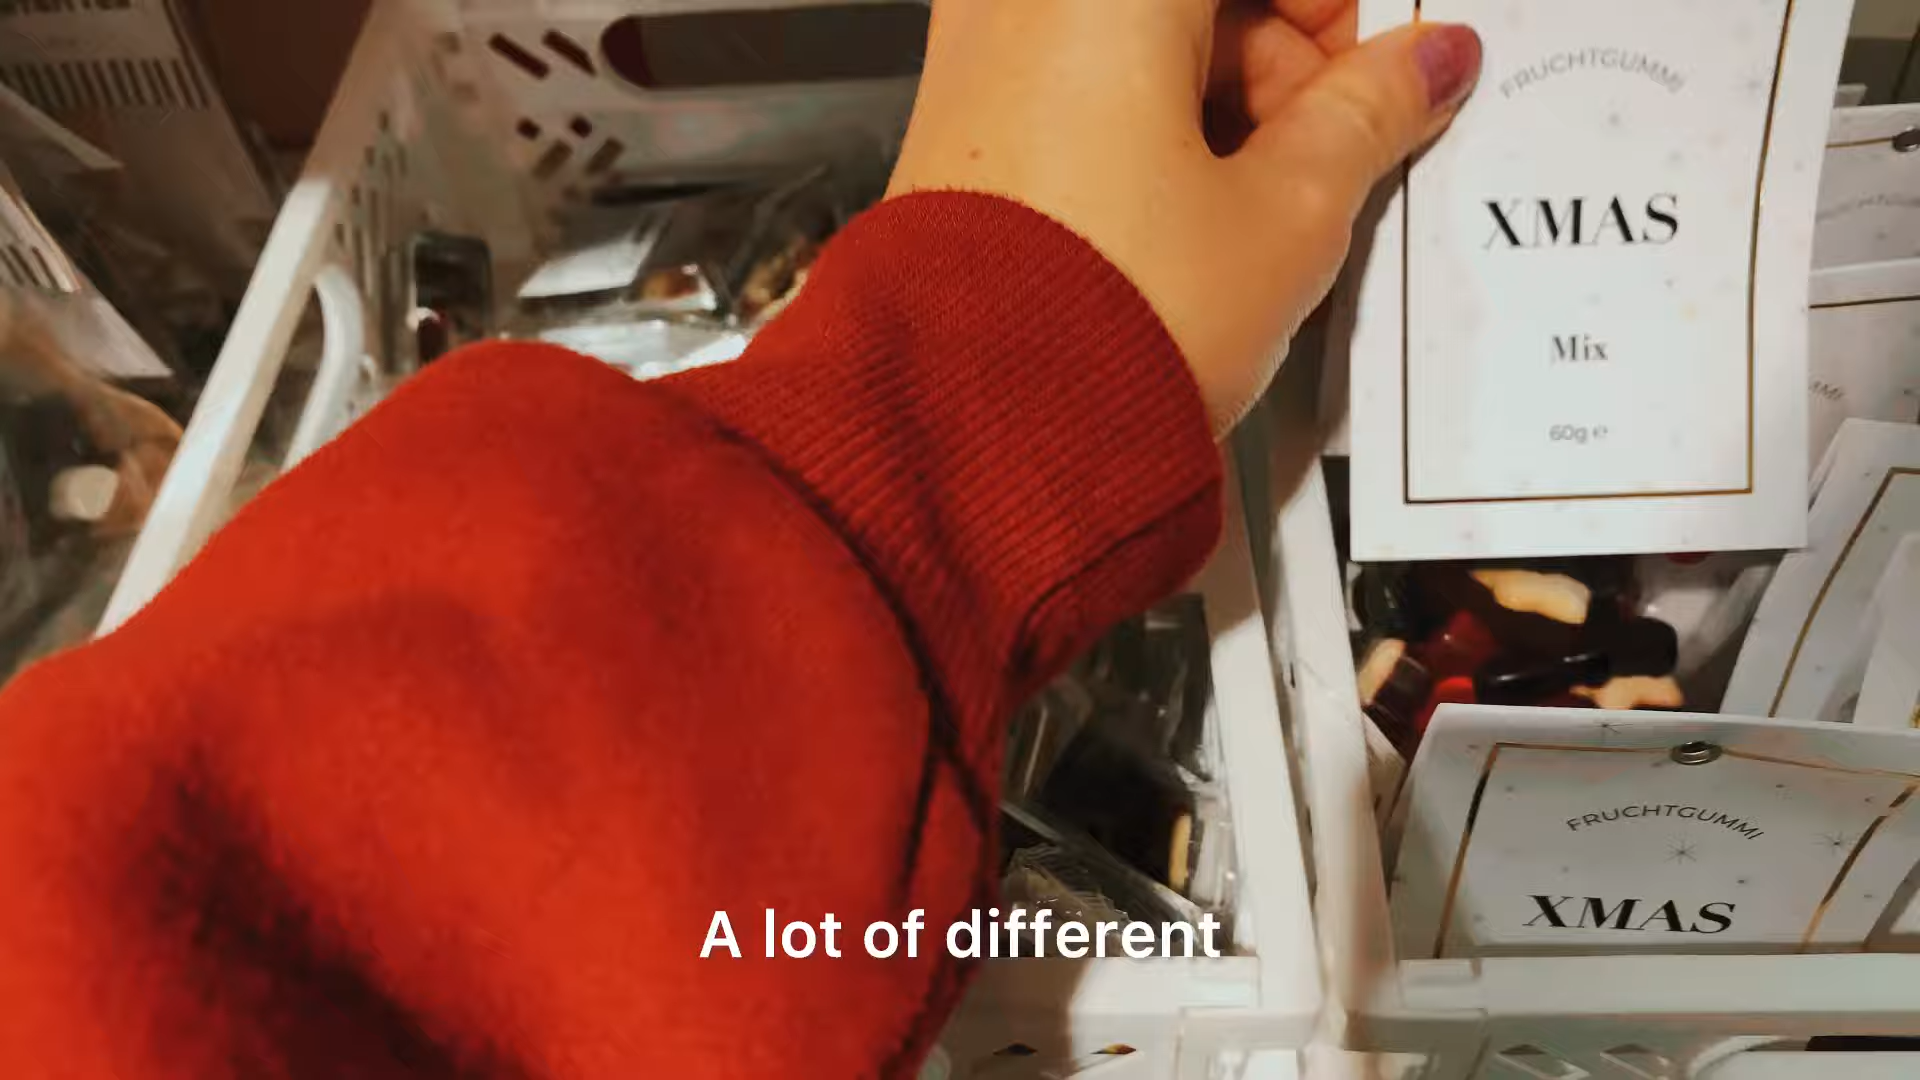 FRUCHTGUMMI
XMAS
Mix
60g e
FRUCHTGUMMI
XMAS
A lot of different